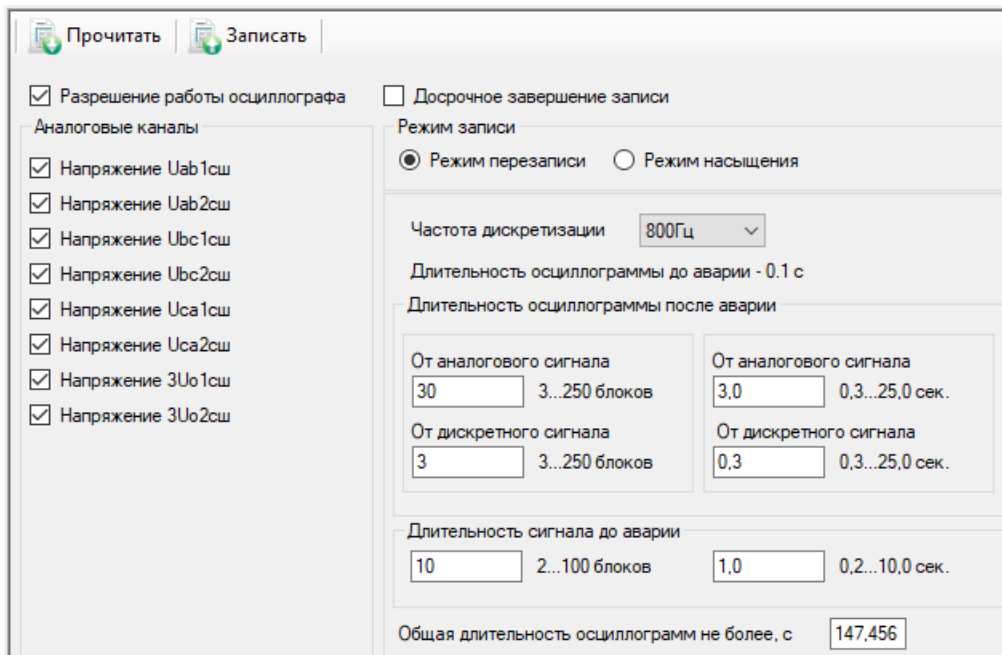 Прочитать Записать
Разрешение работы осциллографа Досрочное завершение записи
Аналоговые каналы
Напряжение Uab1сш
Напряжение Uab2сш
Напряжение Ubc1сш
Напряжение Ubc2сш
Напряжение Uca1сш
Напряжение Uca2сш
Напряжение 3Uo1сш
Напряжение 3Uo2сш
Режим записи
Режим перезаписи Режим насыщения
Частота дискретизации 800Гц
Длительность осциллограммы до аварии - 0.1 с
Длительность осциллограммы после аварии
От аналогового сигнала
30 3...250 блоков
От дискретного сигнала
3 3...250 блоков
От аналогового сигнала
3,0 0,3...25,0 сек.
От дискретного сигнала
0,3 0,3...25,0 сек.
Длительность сигнала до аварии
10 2...100 блоков 1,0 0,2...10,0 сек.
Общая длительность осциллограмм не более, с 147,456